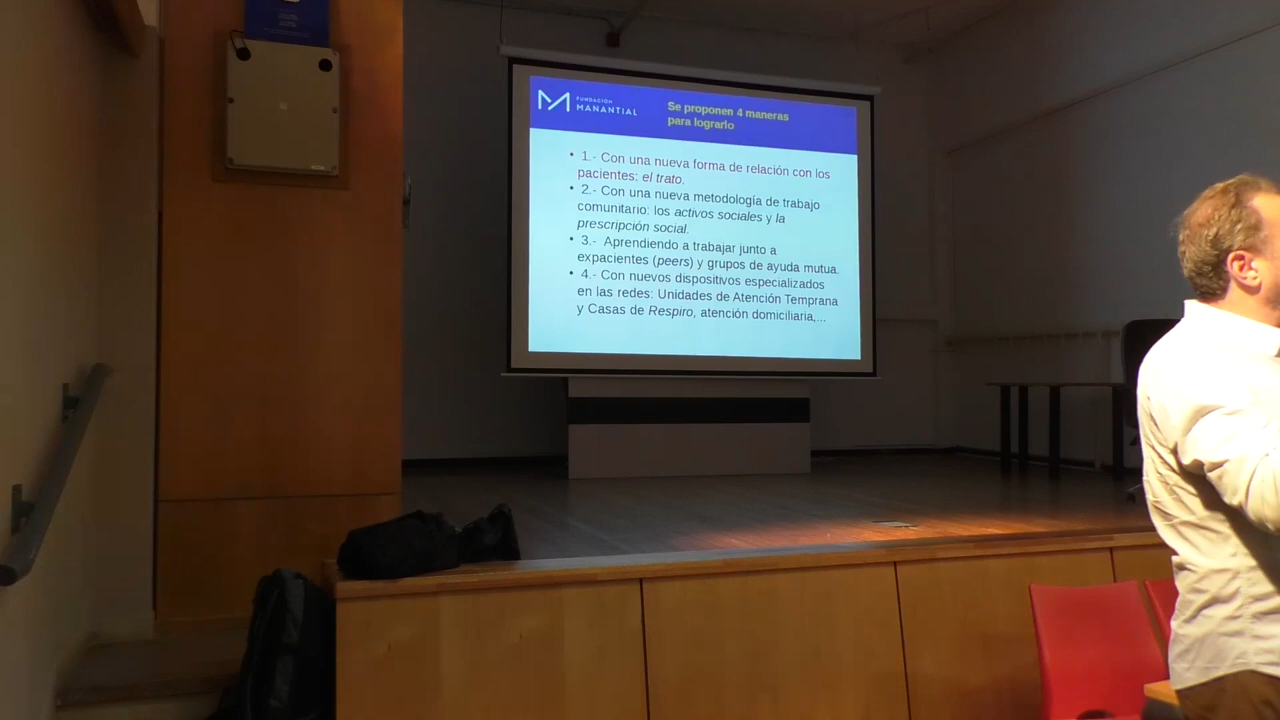 FUNDACIÓN
MANANTIAL
Se proponen 4 maneras
para lograrlo
• 1.- Con una nueva forma de relación con los
pacientes: el trato.
• 2.- Con una nueva metodología de trabajo
comunitario: los activos sociales y la
prescripción social.
• 3.- Aprendiendo a trabajar junto a
expacientes (peers) y grupos de ayuda mutua.
• 4.- Con nuevos dispositivos especializados
en las redes: Unidades de Atención Temprana
y Casas de Respiro, atención domiciliaria,...